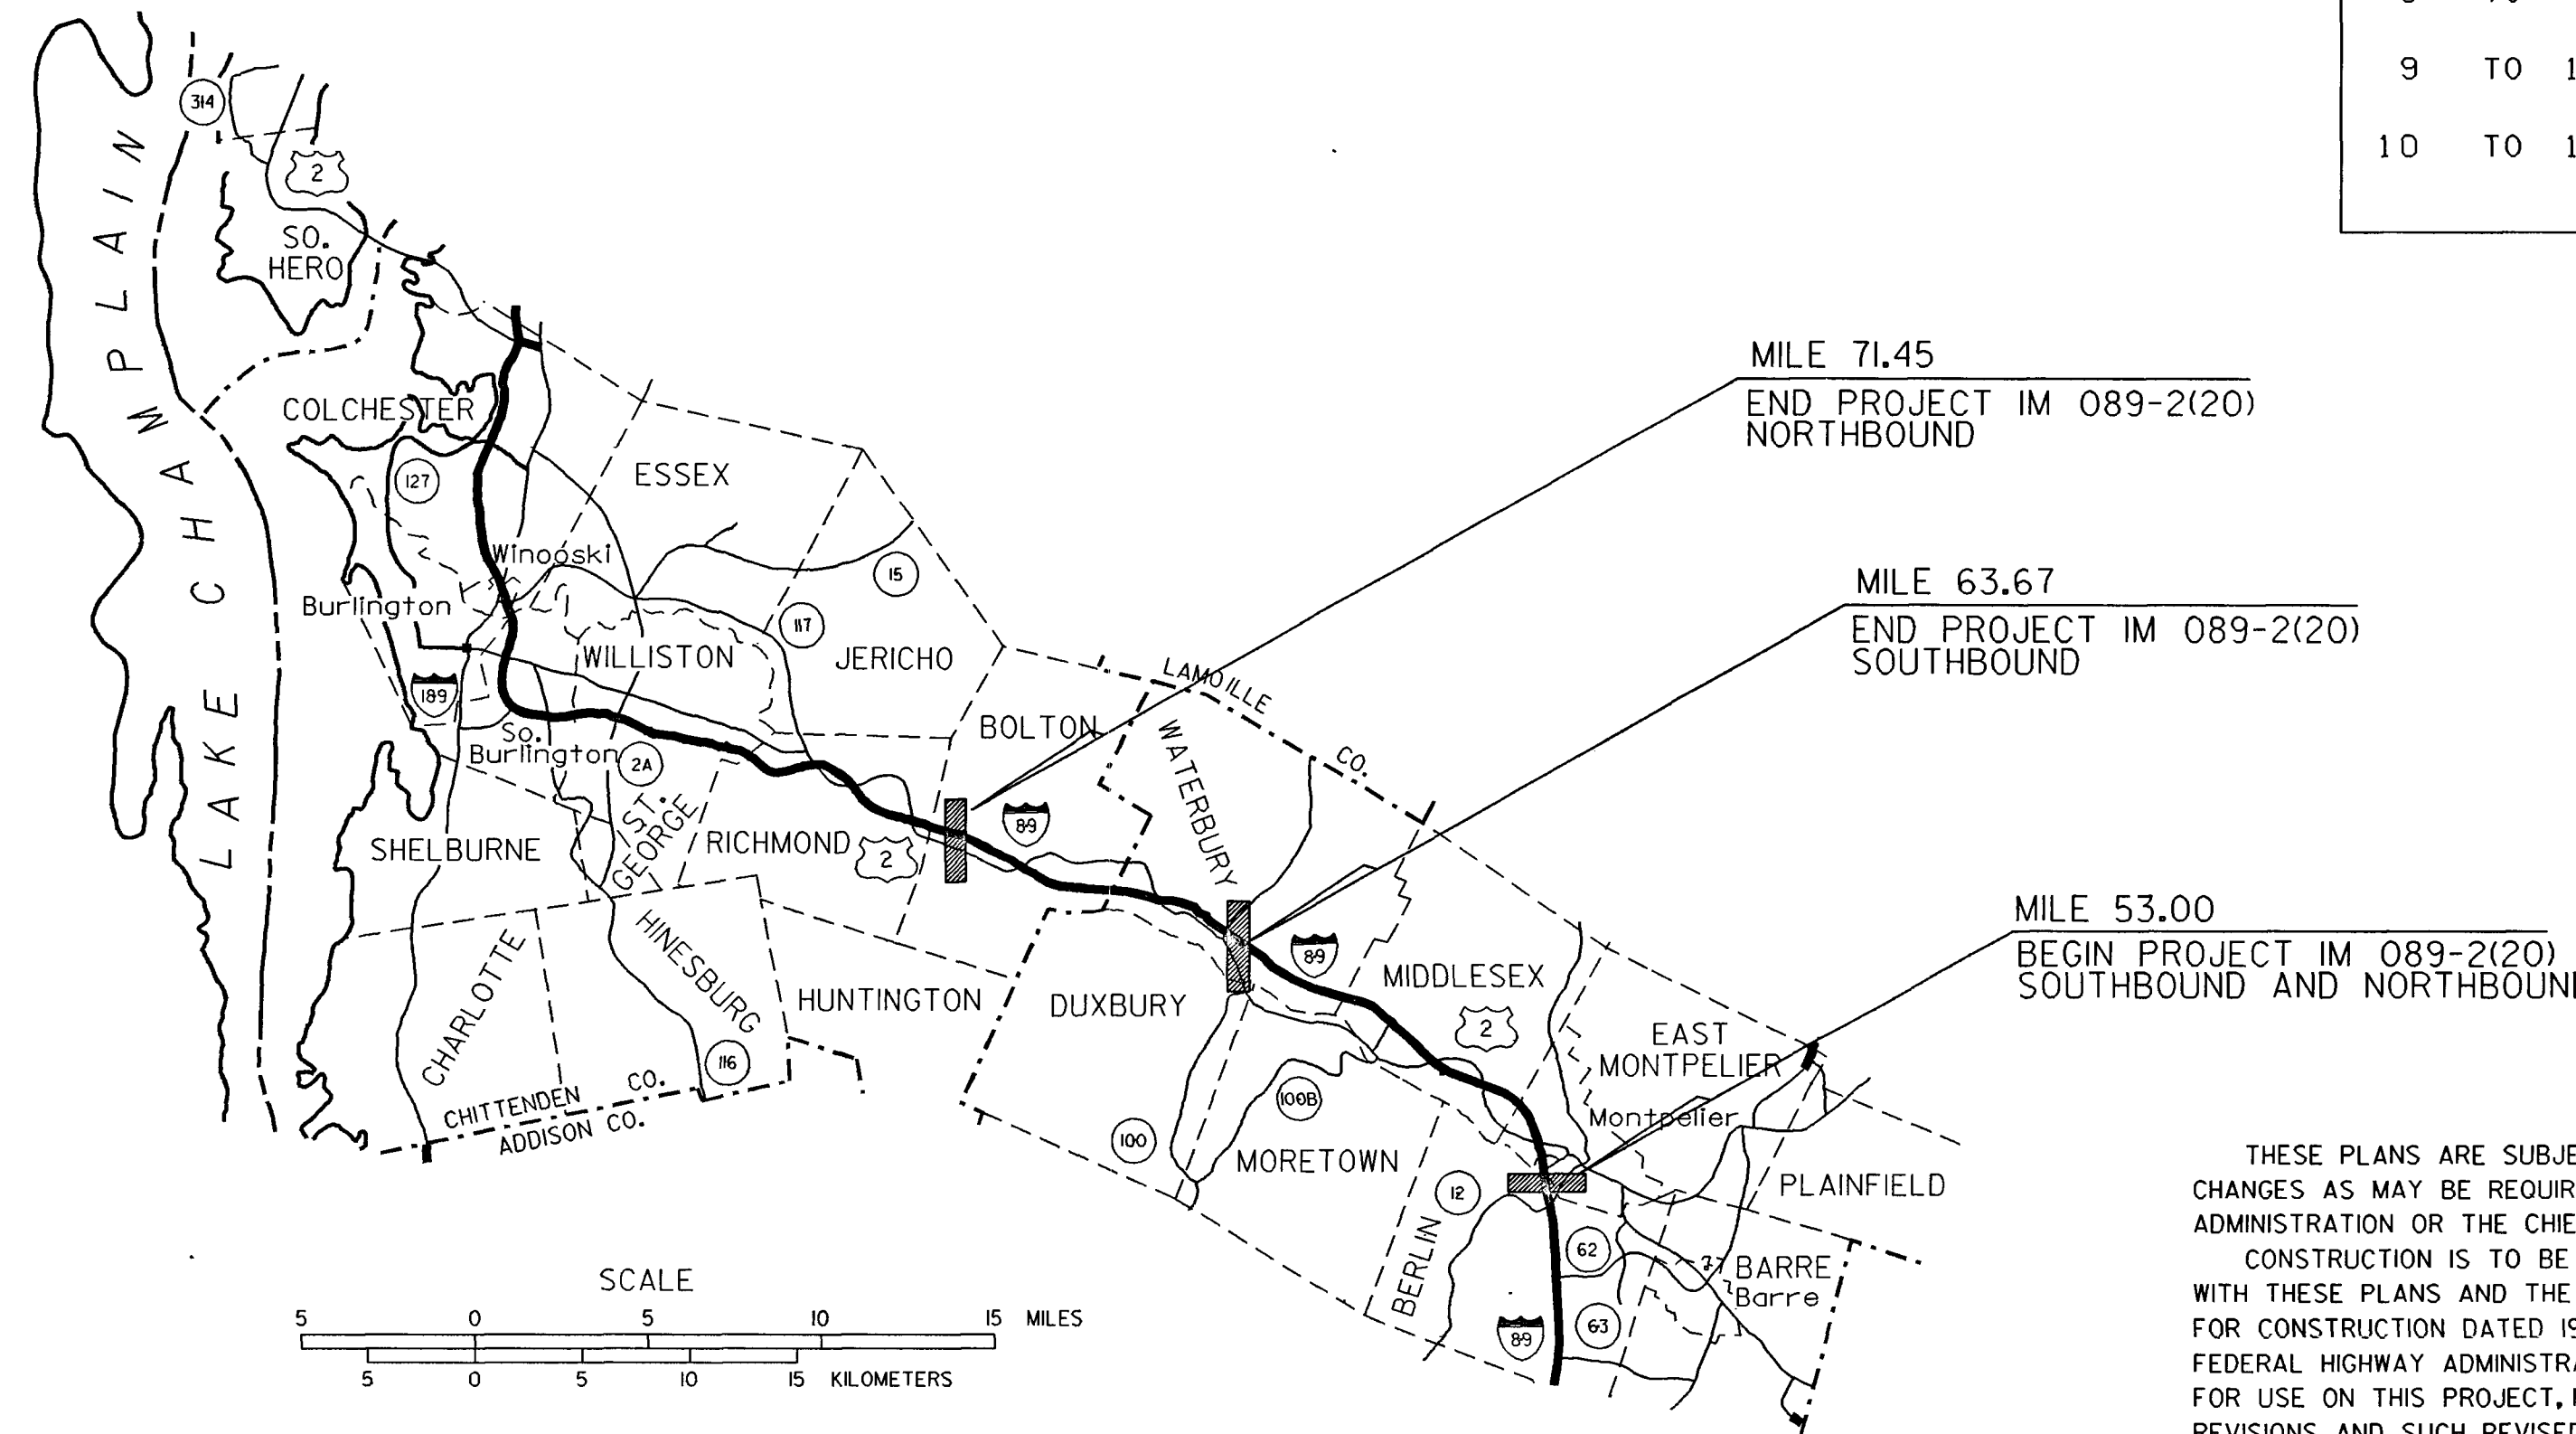 9 TO 1
10 TO 1
314
2
SO.
HERO
LAKE CHAMPLAIN
MILE 71.45
END PROJECT IM 089-2(20)
NORTHBOUND
COLCHESTER
127
ESSEX
Winooski
15
Burlington
117
MILE 63.67
END PROJECT IM 089-2(20)
SOUTHBOUND
WILLISTON
JERICHO
189
LAMOILLE CO.
BOLTON
So.
Burlington
2A
WATERBURY
ST.
GEORGE
SHELBURNE
RICHMOND
2
89
MILE 53.00
BEGIN PROJECT IM 089-2(20)
SOUTHBOUND AND NORTHBOUN
CHARLOTTE
HINESBURG
HUNTINGTON
DUXBURY
89
MIDDLESEX
2
EAST
MONTPELIER
116
CHITTENDEN CO.
ADDISON CO.
100B
Montpelier
100
MORETOWN
12
PLAINFIELD
BERLIN
62
BARRE
Barre
89
63
THESE PLANS ARE SUBJE
CHANGES AS MAY BE REQUIR
ADMINISTRATION OR THE CHIE
CONSTRUCTION IS TO BE
WITH THESE PLANS AND THE
FOR CONSTRUCTION DATED 19
FEDERAL HIGHWAY ADMINISTRA
FOR USE ON THIS PROJECT,
REVISIONS AND SUCH REVISED
SCALE
5 0 5 10 15 MILES
5 0 5 10 15 KILOMETERS